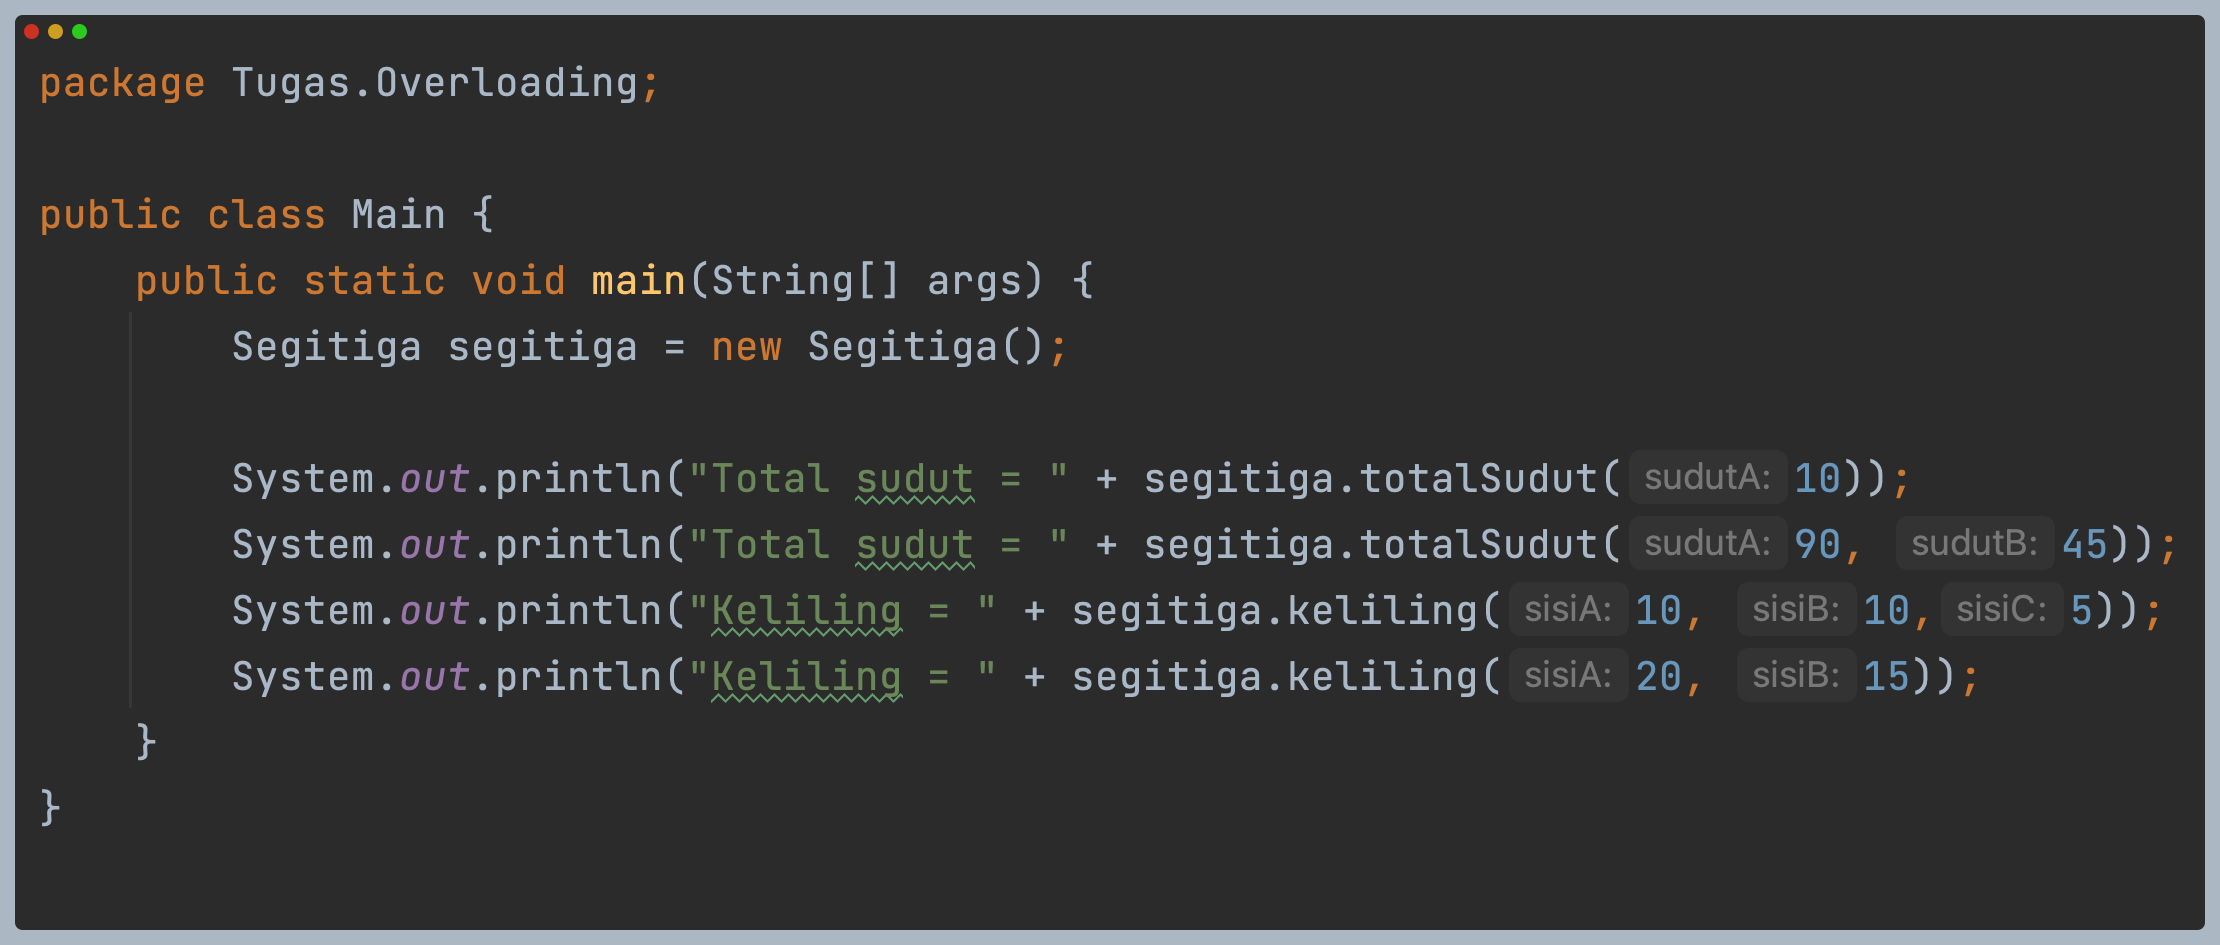 package Tugas.Overloading;
public class Main {
public static void main(String[] args) {
Segitiga segitiga = new Segitiga();
System.out.println("Total sudut = " + segitiga.totalSudut( sudutA: 10));
System.out.println("Total sudut = " + segitiga.totalSudut( sudutA: 90, sudutB: 45));
System.out.println("Keliling = " + segitiga.keliling( sisiA: 10, sisiB: 10, sisiC: 5));
System.out.println("Keliling = " + segitiga.keliling( sisiA: 20, sisiB: 15));
}
}